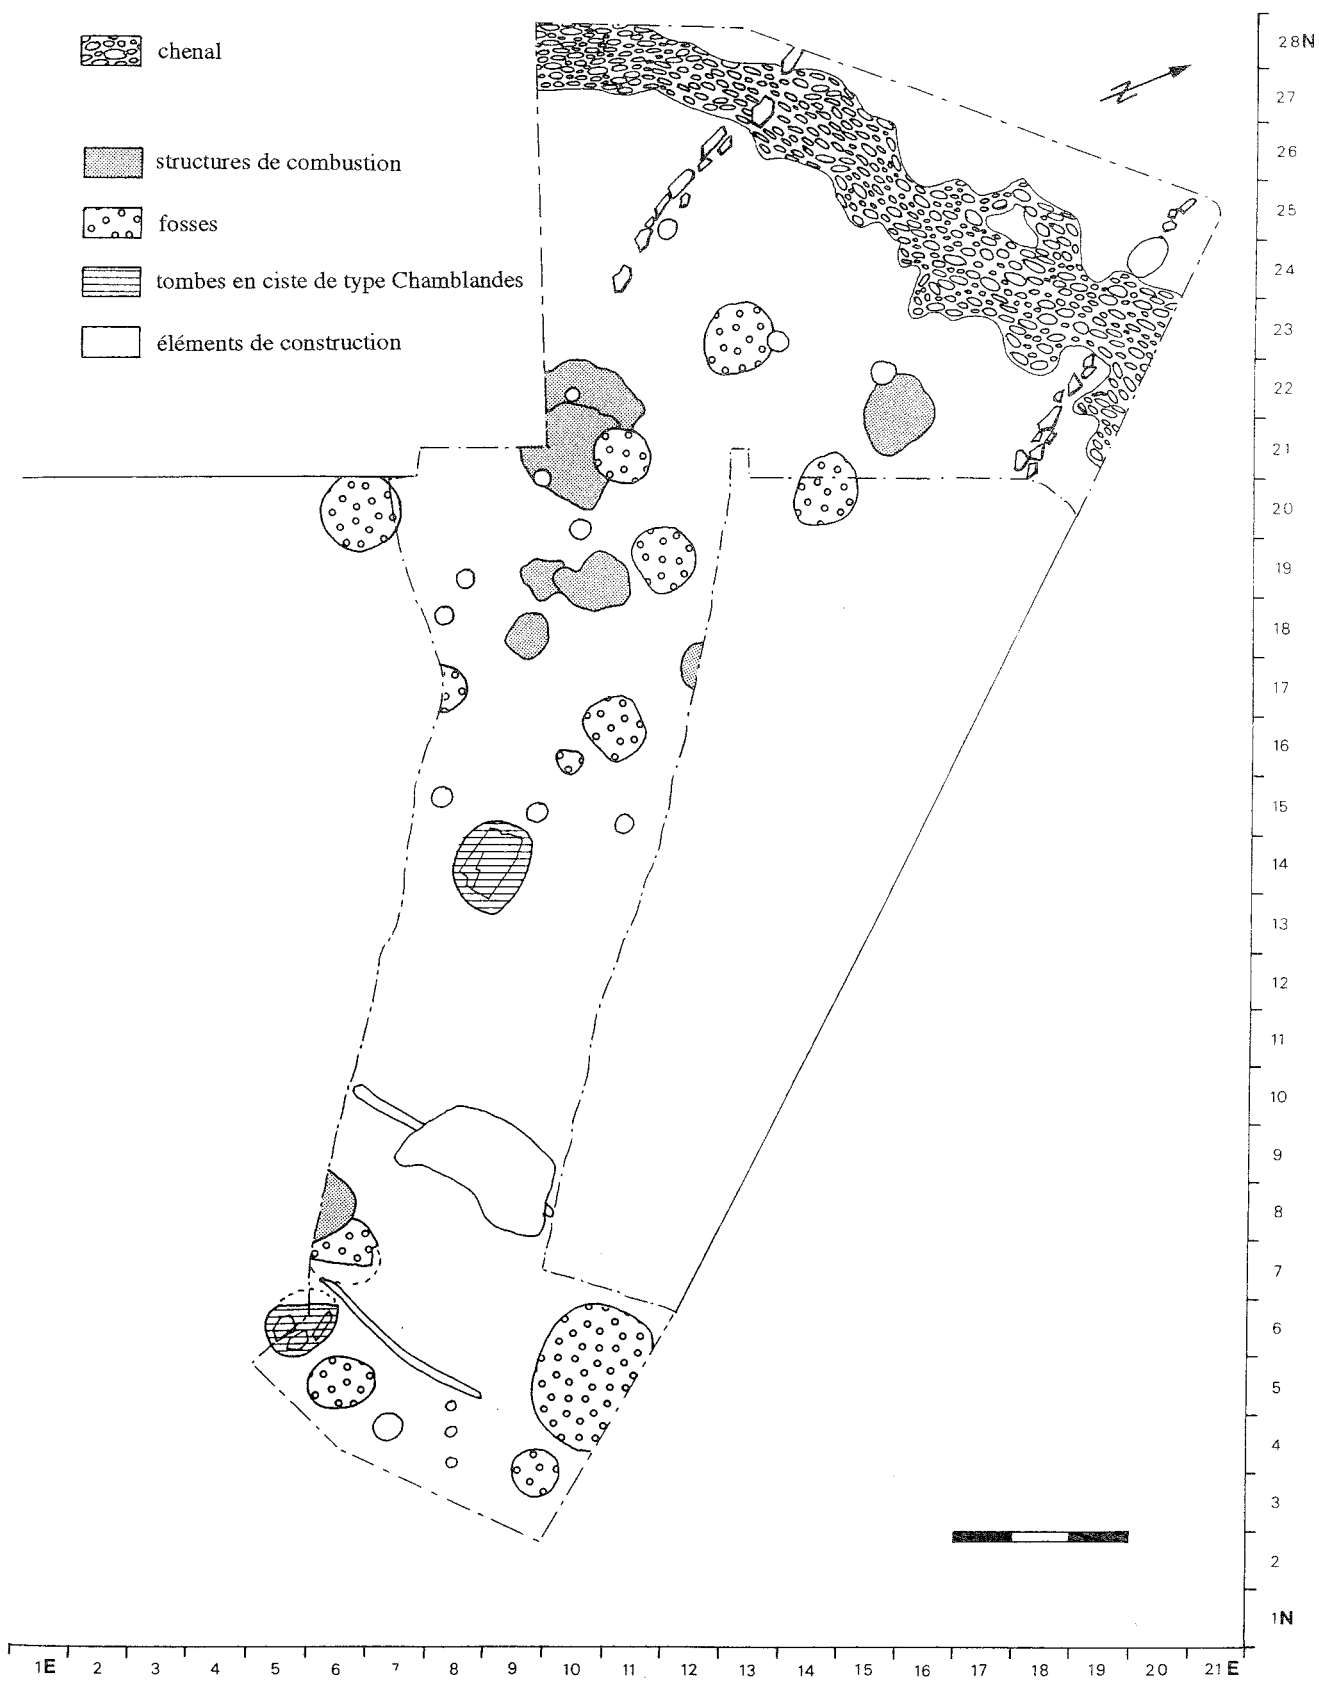 chenal
structures de combustion
fosses
tombes en ciste de type Chamblandes
éléments de construction
N
28N
27
26
25
24
23
22
21
20
19
18
17
16
15
14
13
12
11
10
9
8
7
6
5
4
3
2
1N
1E 2 3 4 5 6 7 8 9 10 11 12 13 14 15 16 17 18 19 20 21E